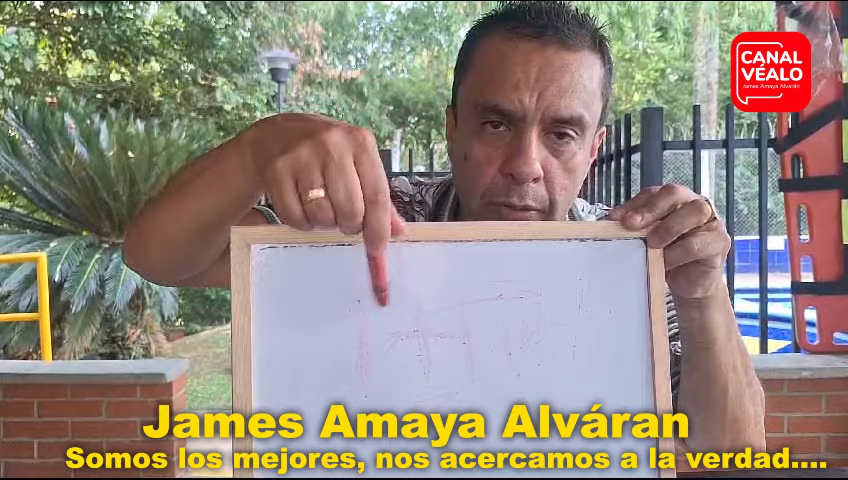 CANAL
VÉALO
James Amaya Alvarán
James Amaya Alváran
Somos los mejores, nos acercamos a la verdad....